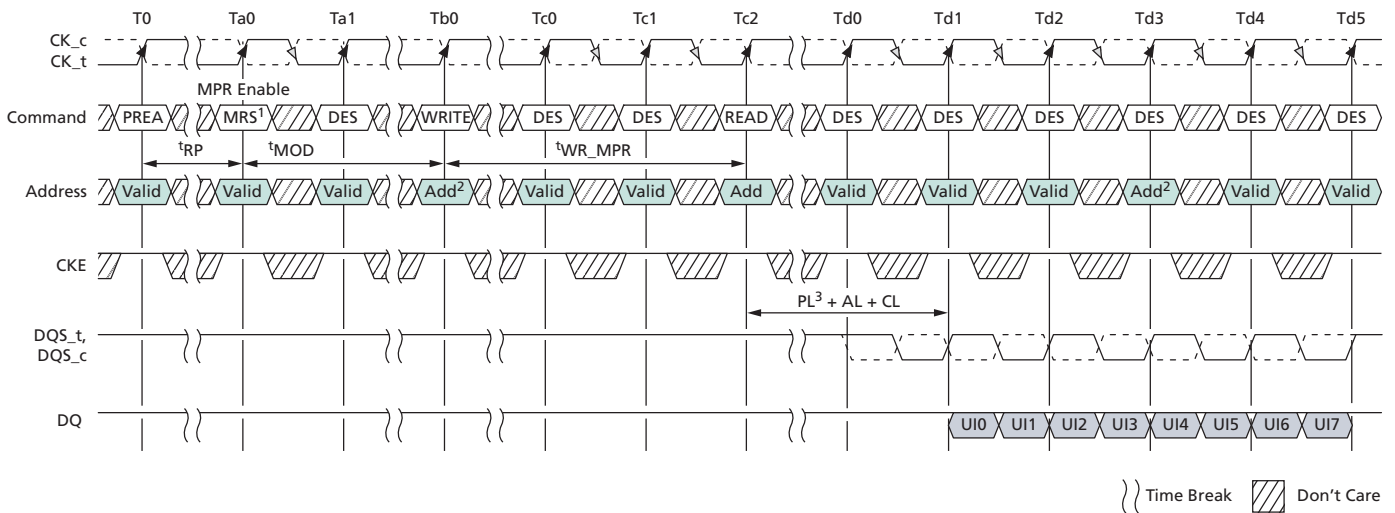 T0 Ta0 Ta1 Tb0 Tc0 Tc1 Tc2 Td0 Td1 Td2 Td3 Td4 Td5
CK_c
CK_t
MPR Enable
Command PREA MRS¹ DES WRITE DES DES READ DES DES DES DES DES DES
ᵗRP ᵗMOD ᵗWR_MPR
Address Valid Valid Valid Add² Valid Valid Add Valid Valid Valid Add² Valid Valid
CKE
PL³ + AL + CL
DQS_t,
DQS_c
DQ UI0 UI1 UI2 UI3 UI4 UI5 UI6 UI7
Time Break Don’t Care